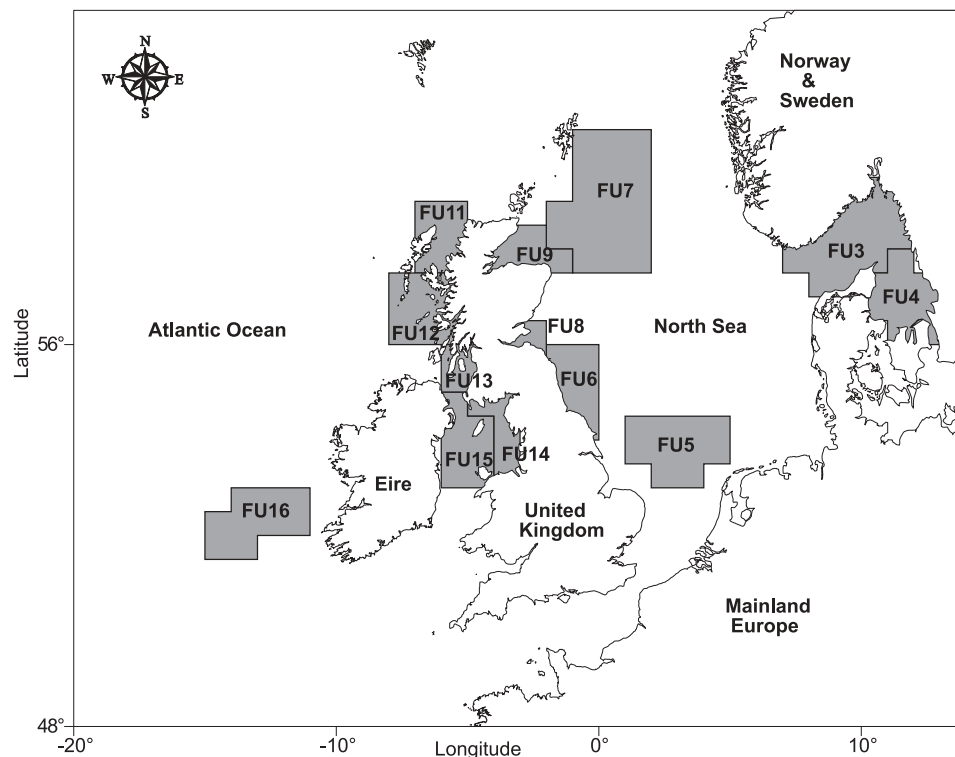 N
W E
S
Norway
&
Sweden
FU7
FU11
FU3
FU9
FU4
Atlantic Ocean
FU12
FU8
North Sea
Latitude
56°
FU13
FU6
FU5
FU14
FU15
Eire
FU16
United
Kingdom
Mainland
Europe
48°
-20° -10° 0° 10°
Longitude